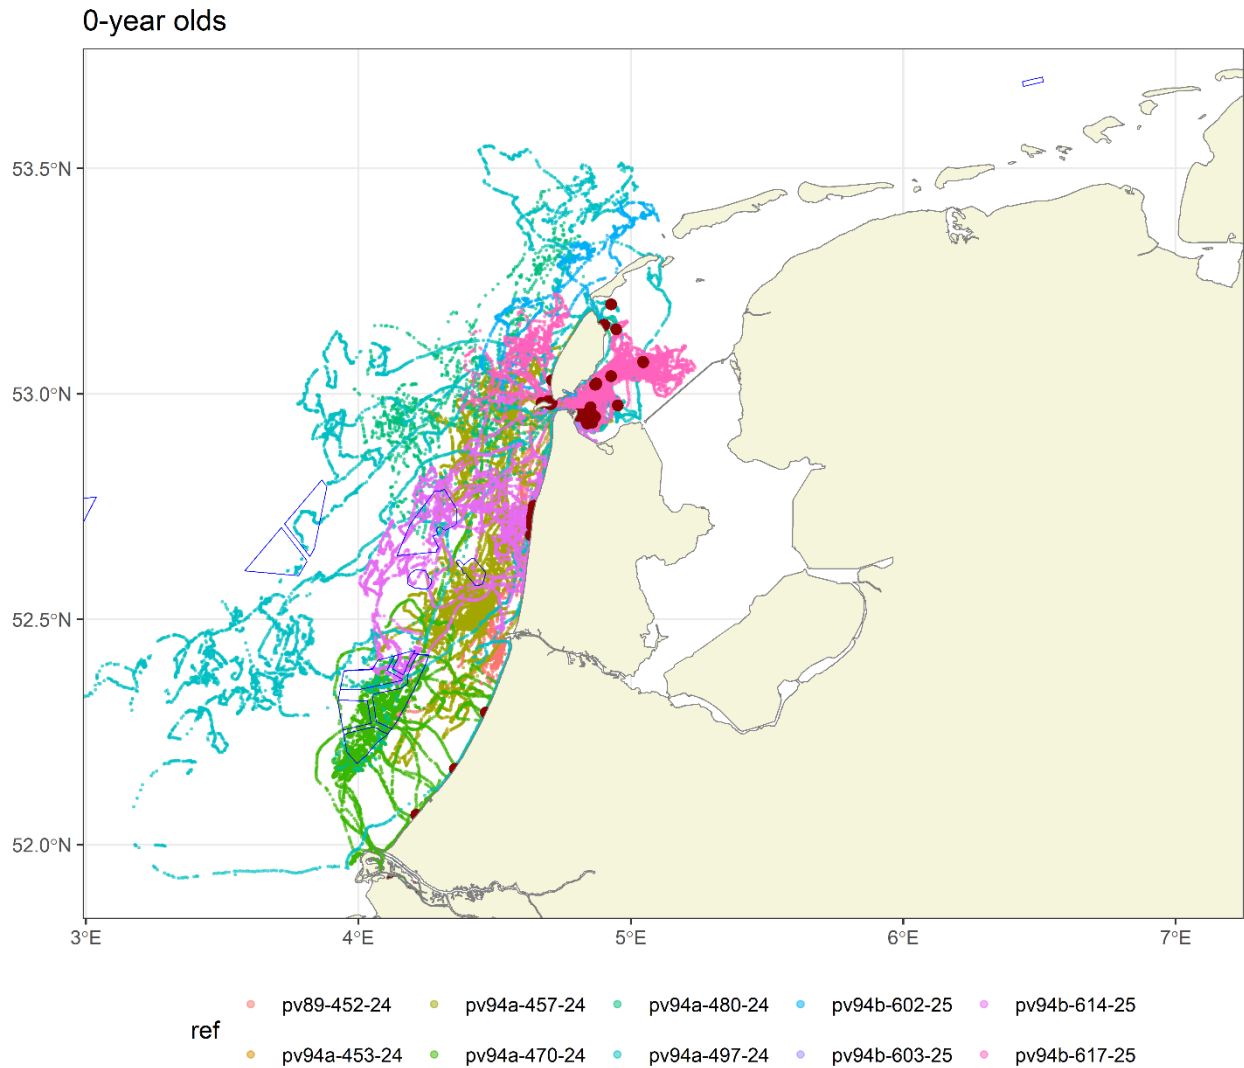 0-year olds
53.5°N
53.0°N
52.5°N
52.0°N
3°E 4°E 5°E 6°E 7°E
ref
pv89-452-24 pv94a-457-24 pv94a-480-24 pv94b-602-25 pv94b-614-25
pv94a-453-24 pv94a-470-24 pv94a-497-24 pv94b-603-25 pv94b-617-25